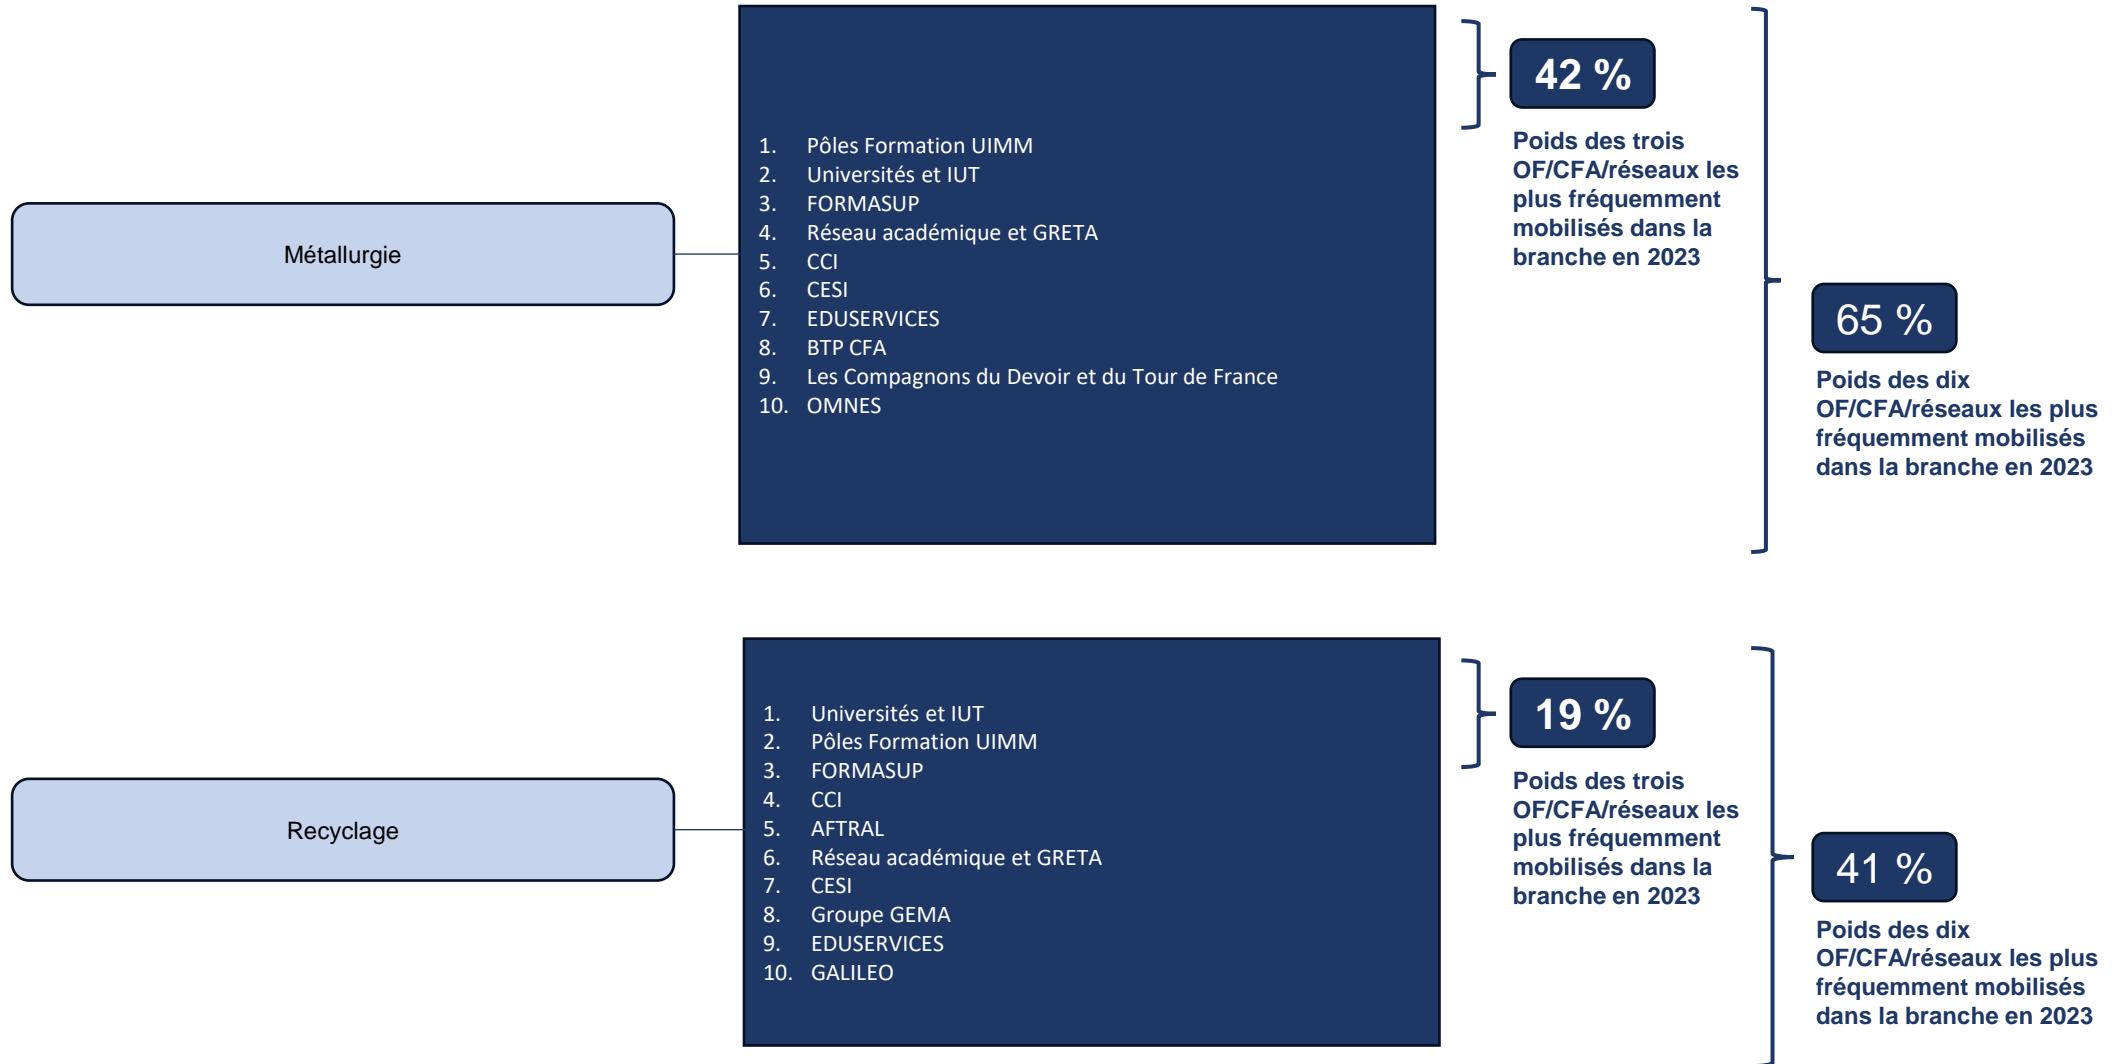 Métallurgie
1. Pôles Formation UIMM
2. Universités et IUT
3. FORMASUP
4. Réseau académique et GRETA
5. CCI
6. CESI
7. EDUSERVICES
8. BTP CFA
9. Les Compagnons du Devoir et du Tour de France
10. OMNES
42 %
Poids des trois
OF/CFA/réseaux les
plus fréquemment
mobilisés dans la
branche en 2023
65 %
Poids des dix
OF/CFA/réseaux les plus
fréquemment mobilisés
dans la branche en 2023
Recyclage
1. Universités et IUT
2. Pôles Formation UIMM
3. FORMASUP
4. CCI
5. AFTRAL
6. Réseau académique et GRETA
7. CESI
8. Groupe GEMA
9. EDUSERVICES
10. GALILEO
19 %
Poids des trois
OF/CFA/réseaux les
plus fréquemment
mobilisés dans la
branche en 2023
41 %
Poids des dix
OF/CFA/réseaux les plus
fréquemment mobilisés
dans la branche en 2023